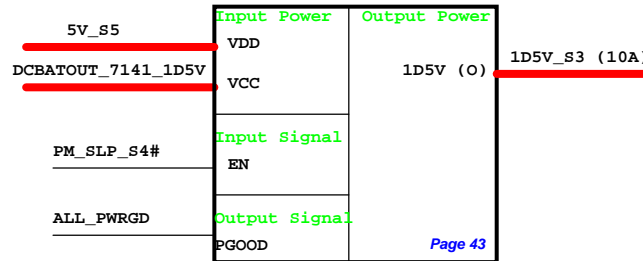 Input Power Output Power
5V_S5
VDD
DCBATOUT_7141_1D5V
VCC
1D5V (O)
1D5V_S3 (10A)
Input Signal
PM_SLP_S4#
EN
ALL_PWRGD
Output Signal
PGOOD
Page 43